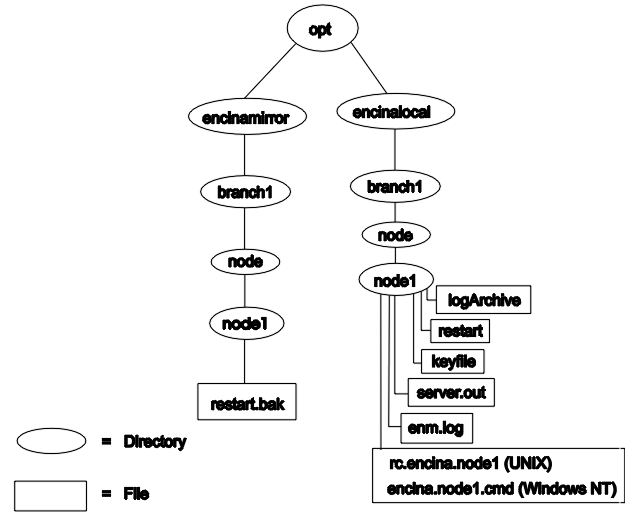 opt
encinamirror
encinalocal
branch1
branch1
node
node
node1
node1
logArchive
restart
keyfile
restart.bak
server.out
enm.log
= Directory
rc.encina.node1 (UNIX)
encina.node1.cmd (Windows NT)
= File